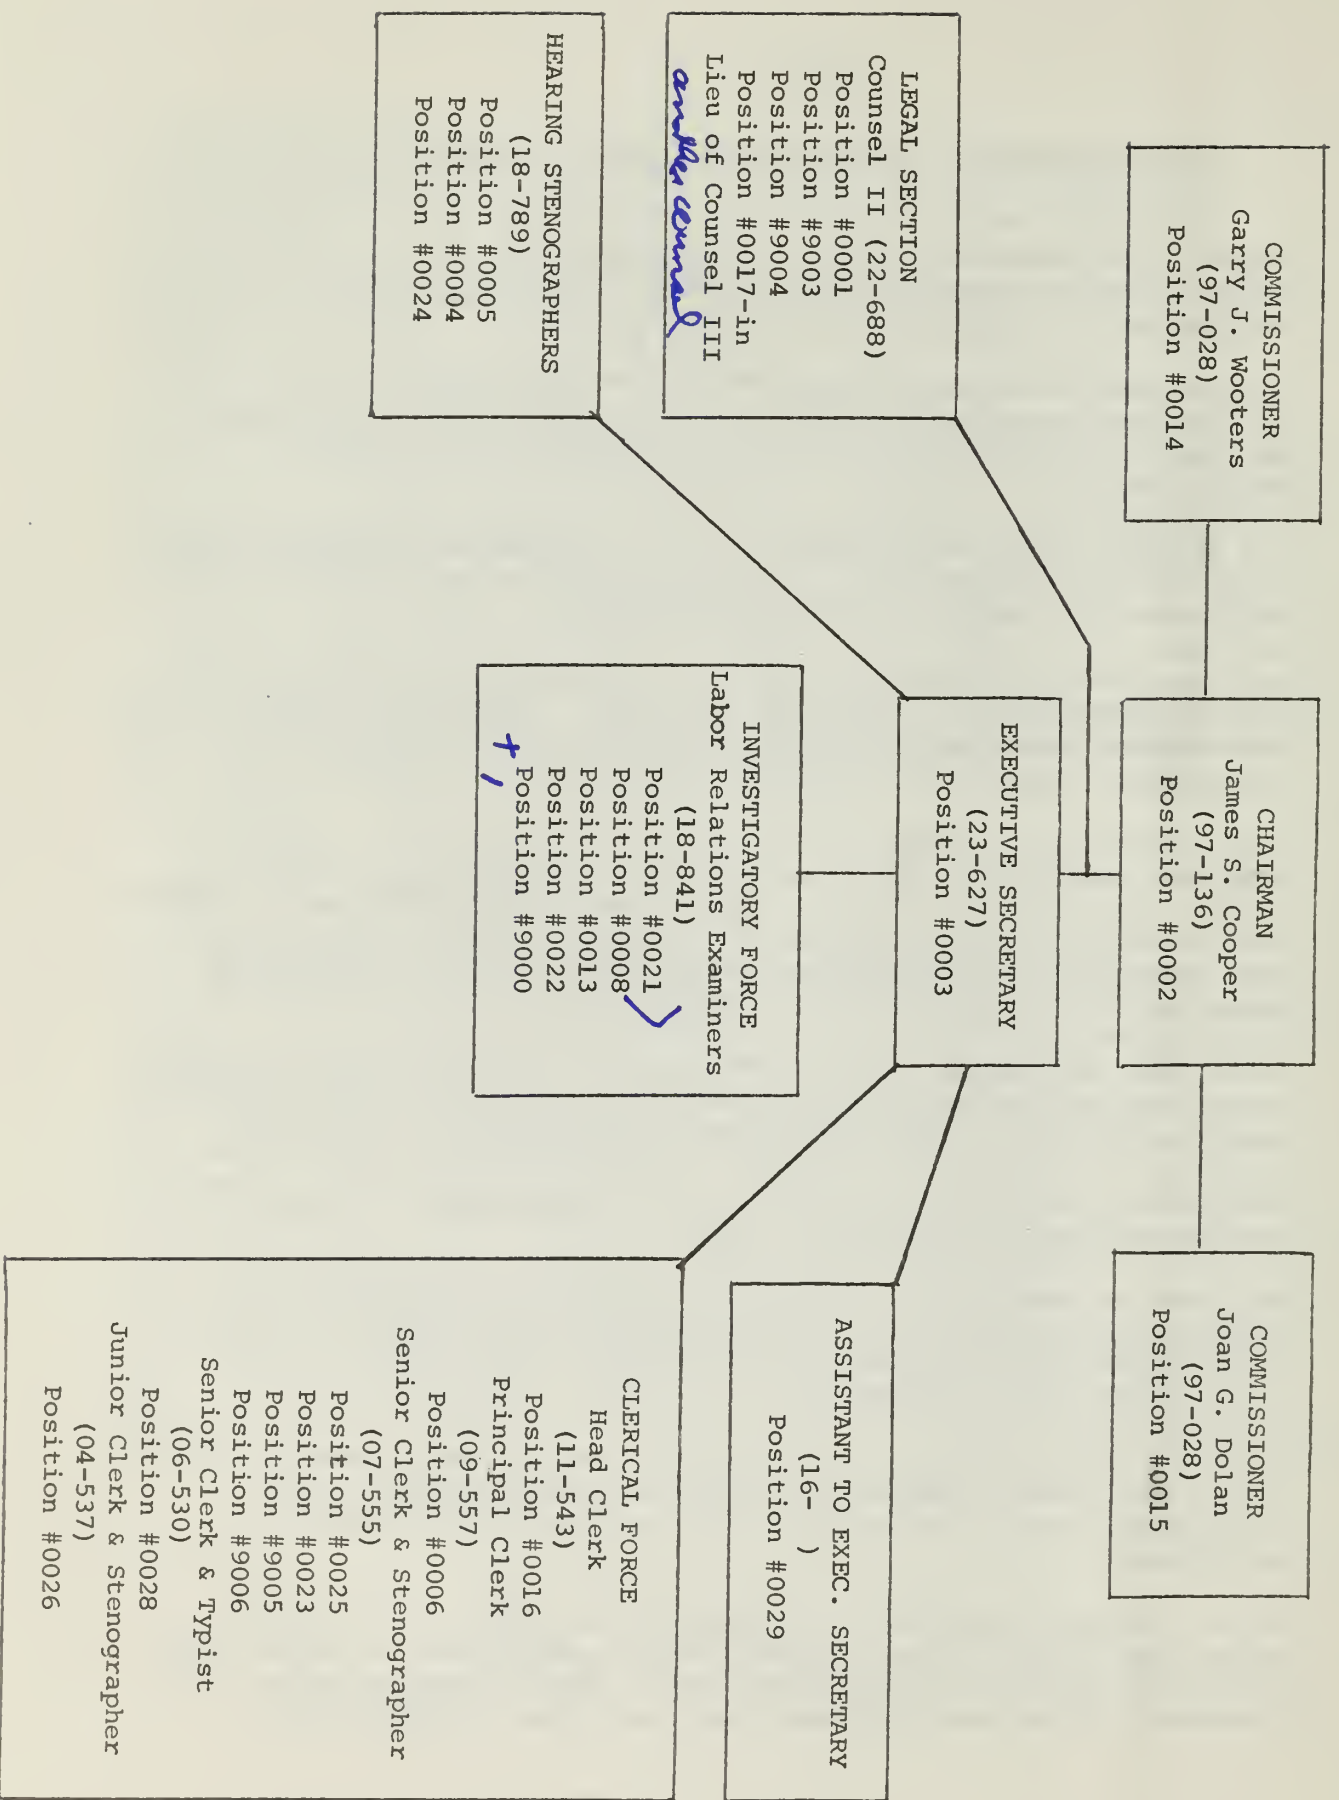 COMMISSIONER
Garry J. Wooters
(97-028)
Position #0014
CHAIRMAN
James S. Cooper
(97-136)
Position #0002
COMMISSIONER
Joan G. Dolan
(97-028)
Position #0015
LEGAL SECTION
Counsel II (22-688)
Position #0001
Position #9003
Position #9004
Position #0017-in
Lieu of Counsel III
another counsel
EXECUTIVE SECRETARY
(23-627)
Position #0003
ASSISTANT TO EXEC. SECRETARY
(16- )
Position #0029
HEARING STENOGRAPHERS
(18-789)
Position #0005
Position #0004
Position #0024
INVESTIGATORY FORCE
Labor Relations Examiners
(18-841)
Position #0021
Position #0008
Position #0013
Position #0022
Position #9000
+
CLERICAL FORCE
Head Clerk
(11-543)
Position #0016
Principal Clerk
(09-557)
Position #0006
Senior Clerk & Stenographer
(07-555)
Position #0025
Position #0023
Position #9005
Position #9006
Senior Clerk & Typist
(06-530)
Position #0028
Junior Clerk & Stenographer
(04-537)
Position #0026